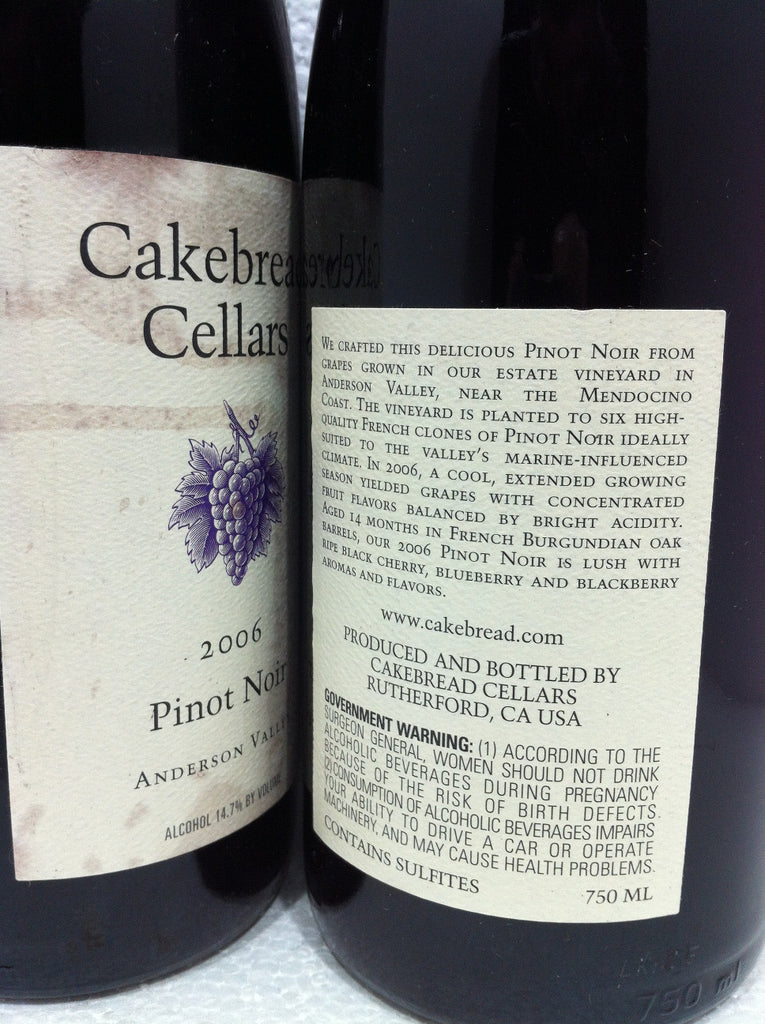 Cakebread
Cellars
2006
Pinot Noir
ANDERSON VALLEY
ALCOHOL 14.7% BY VOLUME
WE CRAFTED THIS DELICIOUS PINOT NOIR FROM
GRAPES GROWN IN OUR ESTATE VINEYARD IN
ANDERSON VALLEY, NEAR THE MENDOCINO
COAST. THE VINEYARD IS PLANTED TO SIX HIGH-
QUALITY FRENCH CLONES OF PINOT NOIR IDEALLY
SUITED TO THE VALLEY'S MARINE-INFLUENCED
CLIMATE. IN 2006, A COOL, EXTENDED GROWING
SEASON YIELDED GRAPES WITH CONCENTRATED
FRUIT FLAVORS BALANCED BY BRIGHT ACIDITY.
AGED 14 MONTHS IN FRENCH BURGUNDIAN OAK
BARRELS, OUR 2006 PINOT NOIR IS LUSH WITH
RIPE BLACK CHERRY, BLUEBERRY AND BLACKBERRY
AROMAS AND FLAVORS.
www.cakebread.com
PRODUCED AND BOTTLED BY
CAKEBREAD CELLARS
RUTHERFORD, CA USA
GOVERNMENT WARNING: (1) ACCORDING TO THE
SURGEON GENERAL, WOMEN SHOULD NOT DRINK
ALCOHOLIC BEVERAGES DURING PREGNANCY
BECAUSE OF THE RISK OF BIRTH DEFECTS.
(2) CONSUMPTION OF ALCOHOLIC BEVERAGES IMPAIRS
YOUR ABILITY TO DRIVE A CAR OR OPERATE
MACHINERY, AND MAY CAUSE HEALTH PROBLEMS.
CONTAINS SULFITES
750 ML
750 ml